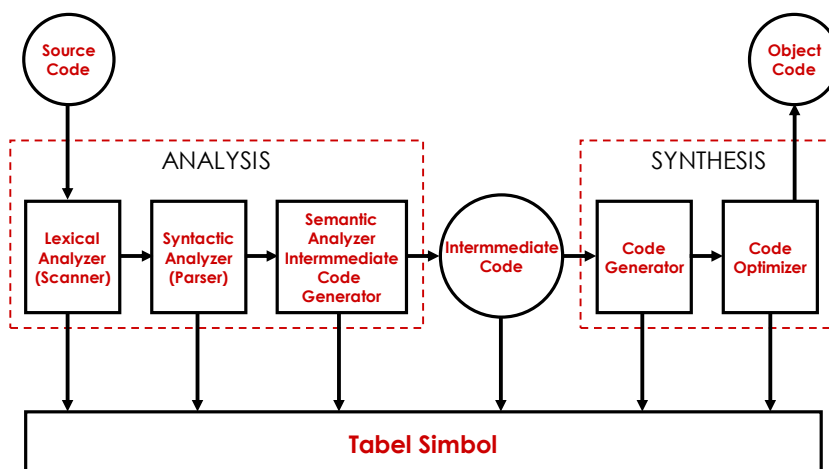 Source
Code
Object
Code
ANALYSIS
SYNTHESIS
Lexical
Analyzer
(Scanner)
Syntactic
Analyzer
(Parser)
Semantic
Analyzer
Intermmediate
Code
Generator
Intermmediate
Code
Code
Generator
Code
Optimizer
Tabel Simbol